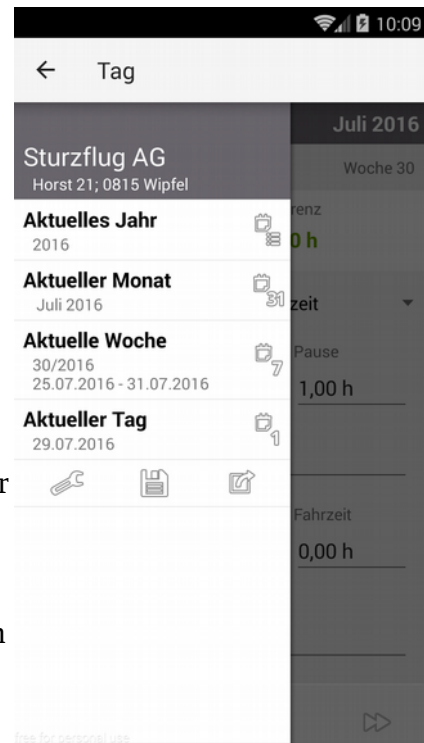 10:09
Tag
Juli 2016
Sturzflug AG
Horst 21; 0815 Wipfel
Woche 30
Aktuelles Jahr
2016
renz
0 h
31
Aktueller Monat
Juli 2016
zeit
Aktuelle Woche
30/2016
25.07.2016 - 31.07.2016
7
Pause
1,00 h
Aktueller Tag
29.07.2016
1
r
Fahrzeit
0,00 h
n
free for personal use